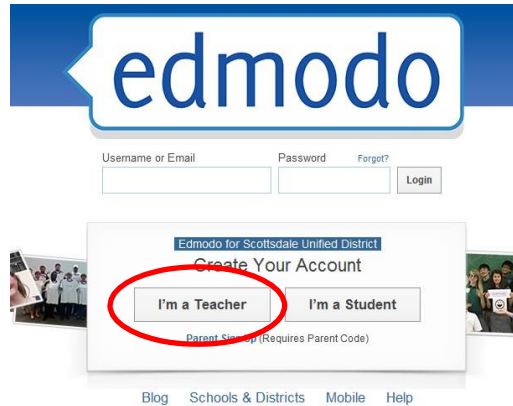 edmodo
Username or Email Password Forgot?
Login
Edmodo for Scottsdale Unified District
Create Your Account
I'm a Teacher I'm a Student
Parent Sign Up (Requires Parent Code)
Blog Schools & Districts Mobile Help